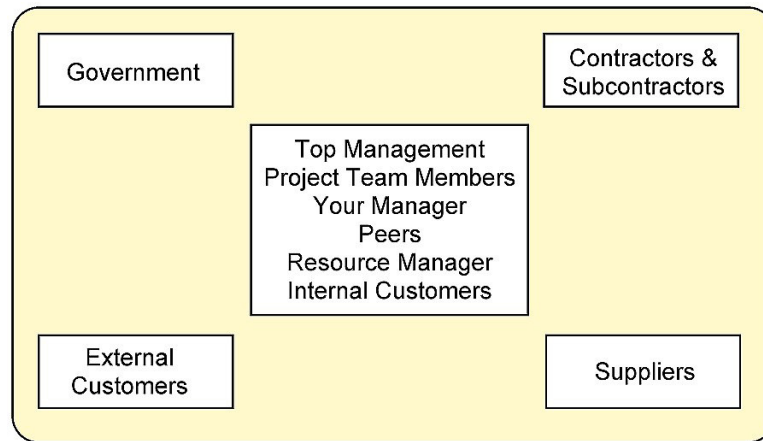 Government
Contractors &
Subcontractors
Top Management
Project Team Members
Your Manager
Peers
Resource Manager
Internal Customers
External
Customers
Suppliers